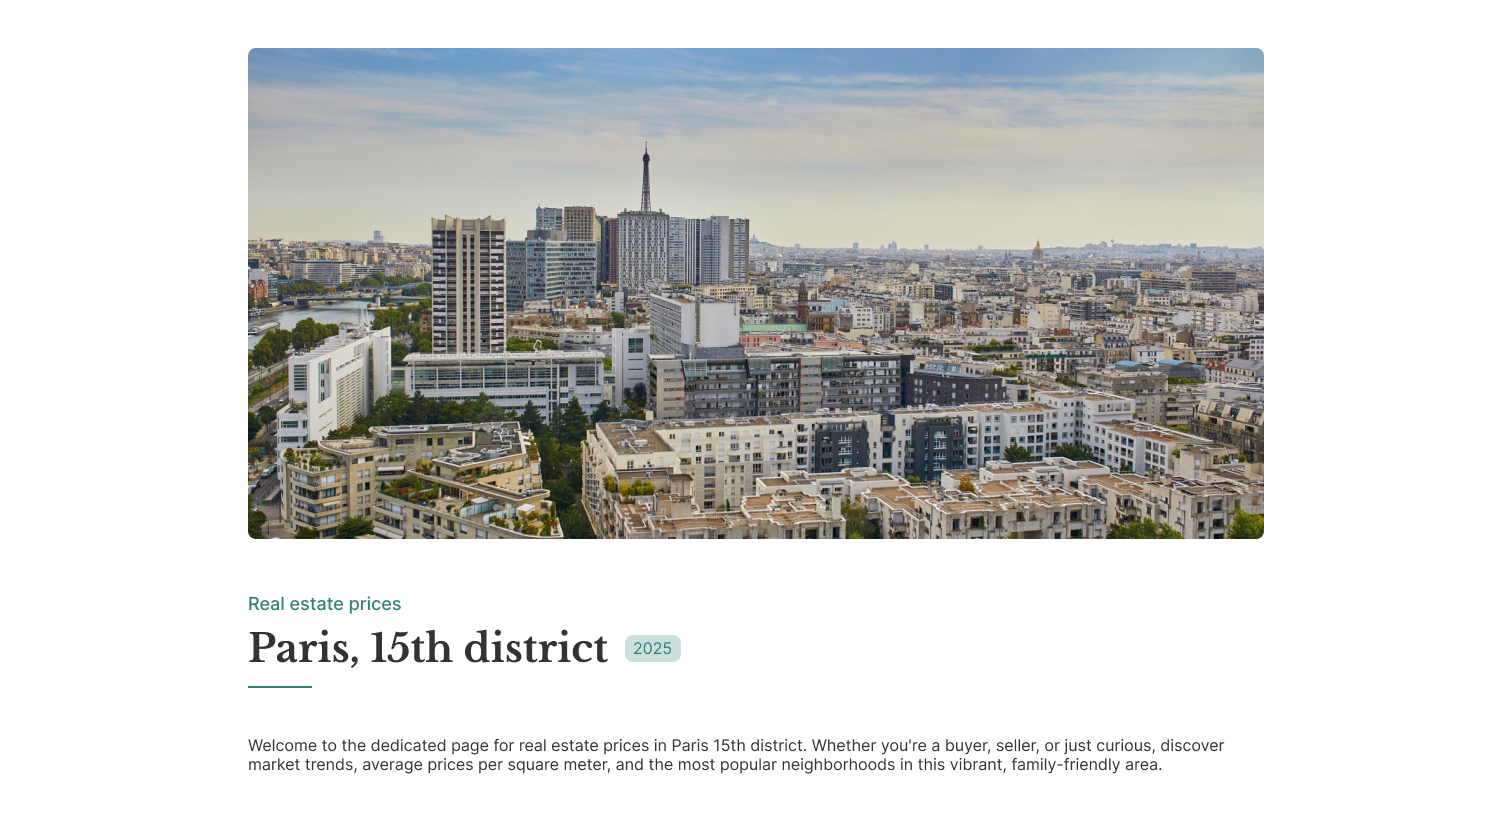 Real estate prices
Paris, 15th district 2025
Welcome to the dedicated page for real estate prices in Paris 15th district. Whether you're a buyer, seller, or just curious, discover
market trends, average prices per square meter, and the most popular neighborhoods in this vibrant, family-friendly area.